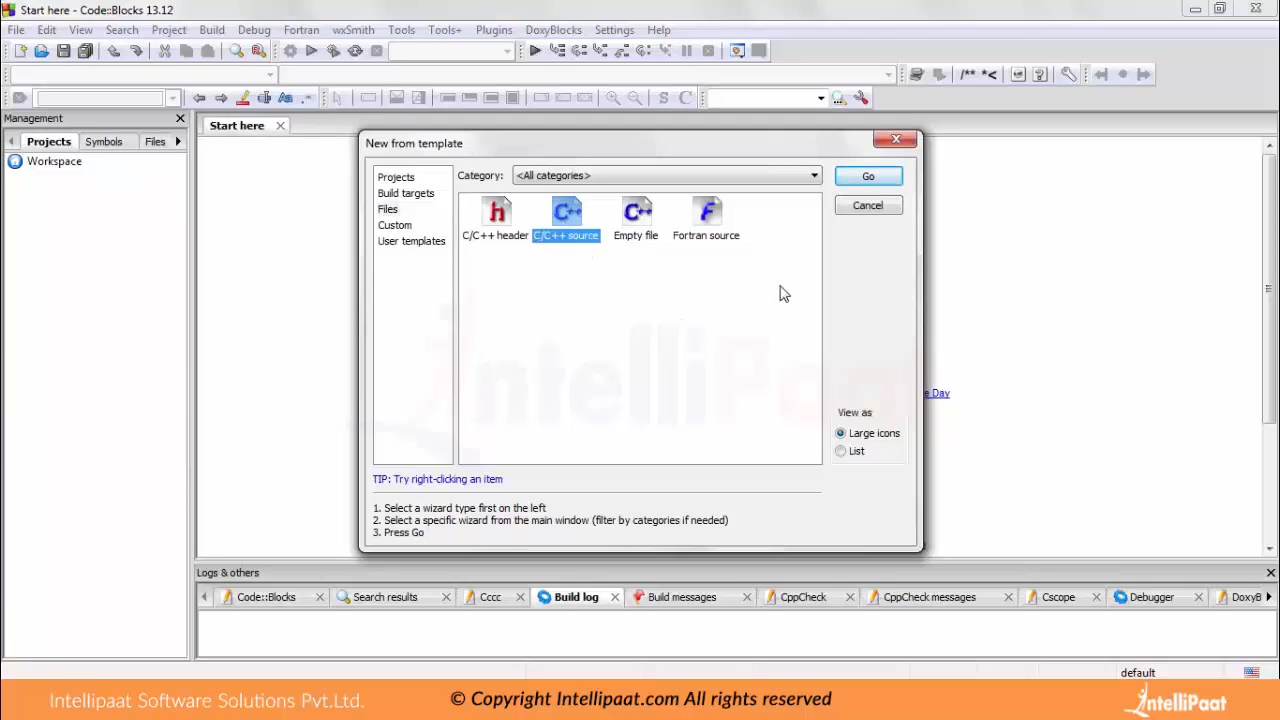 Start here - Code::Blocks 13.12
File Edit View Search Project Build Debug Fortran wxSmith Tools Tools+ Plugins DoxyBlocks Settings Help
/** *<
S C
Management
Projects Symbols Files
Workspace
Start here
New from template
Projects
Build targets
Files
Custom
User templates
Category: <All categories>
C/C++ header C/C++ source Empty file Fortran source
Go
Cancel
View as
Large icons
List
TIP: Try right-clicking an item
1. Select a wizard type first on the left
2. Select a specific wizard from the main window (filter by categories if needed)
3. Press Go
e Day
IntelliPaat
Logs & others
Code::Blocks Search results Cccc Build log Build messages CppCheck CppCheck messages Cscope Debugger DoxyB
default
Intellipaat Software Solutions Pvt.Ltd.
© Copyright Intellipaat.com All rights reserved
IntelliPaat